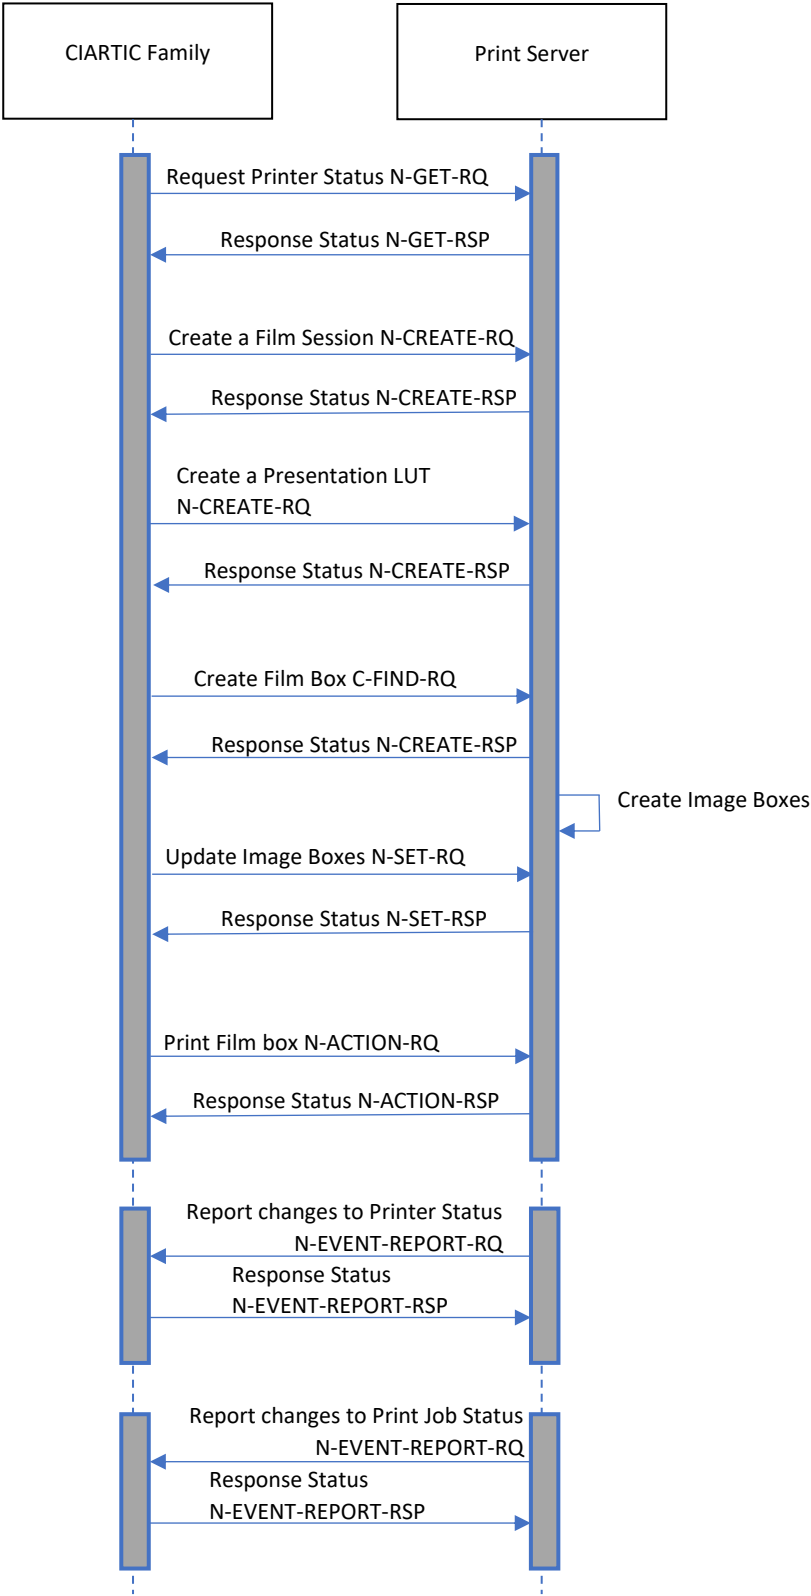 CIARTIC Family
Print Server
Request Printer Status N-GET-RQ
Response Status N-GET-RSP
Create a Film Session N-CREATE-RQ
Response Status N-CREATE-RSP
Create a Presentation LUT
N-CREATE-RQ
Response Status N-CREATE-RSP
Create Film Box C-FIND-RQ
Response Status N-CREATE-RSP
Create Image Boxes
Update Image Boxes N-SET-RQ
Response Status N-SET-RSP
Print Film box N-ACTION-RQ
Response Status N-ACTION-RSP
Report changes to Printer Status
N-EVENT-REPORT-RQ
Response Status
N-EVENT-REPORT-RSP
Report changes to Print Job Status
N-EVENT-REPORT-RQ
Response Status
N-EVENT-REPORT-RSP